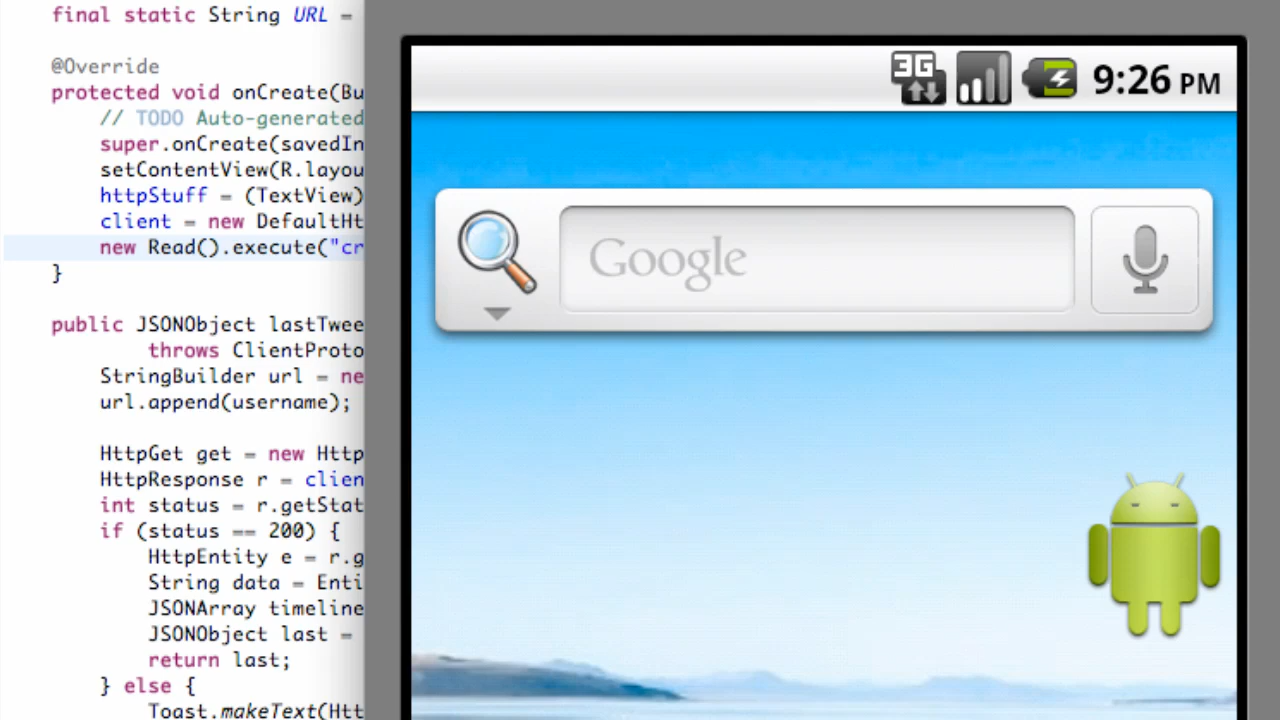 final static String URL =
@Override
protected void onCreate(Bu
// TODO Auto-generated
super.onCreate(savedIn
setContentView(R.layou
httpStuff = (TextView)
client = new DefaultHt
new Read().execute("cr
}
public JSONObject lastTwee
throws ClientProto
StringBuilder url = ne
url.append(username);
HttpGet get = new Http
HttpResponse r = clien
int status = r.getStat
if (status == 200) {
HttpEntity e = r.g
String data = Enti
JSONArray timeline
JSONObject last =
return last;
} else {
Toast.makeText(Htt
3G 9:26 PM
Google